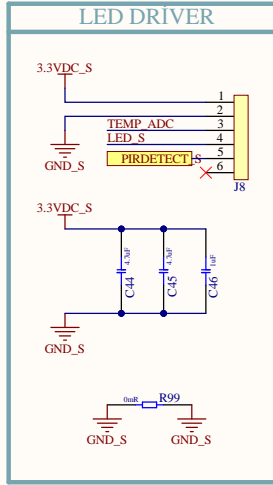 LED DRİVER
3.3VDC_S
1
2
TEMP_ADC 3
LED_S 4
PIRDETECT_S 5
6
GND_S
J8
3.3VDC_S
4.7uF C44
4.7uF C45
1uF C46
GND_S
0mR R99
GND_S GND_S